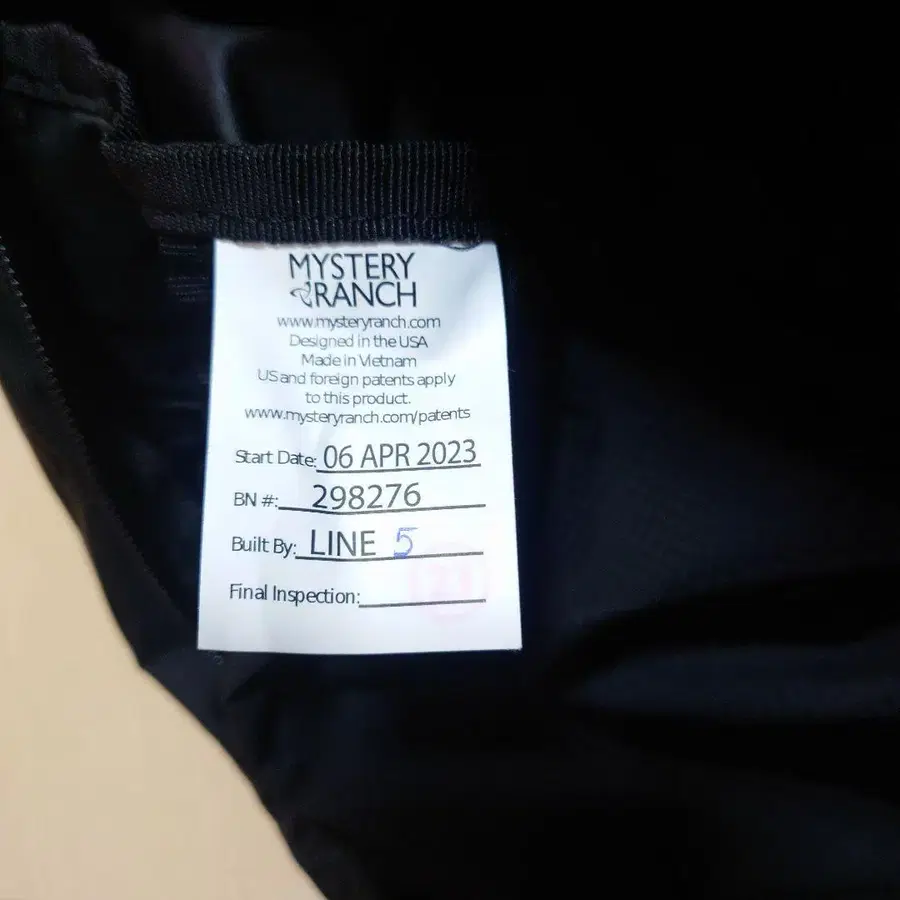 MYSTERY
RANCH
www.mysteryranch.com
Designed in the USA
Made in Vietnam
US and foreign patents apply
to this product.
www.mysteryranch.com/patents
Start Date: 06 APR 2023
BN #: 298276
Built By: LINE 5
Final Inspection: